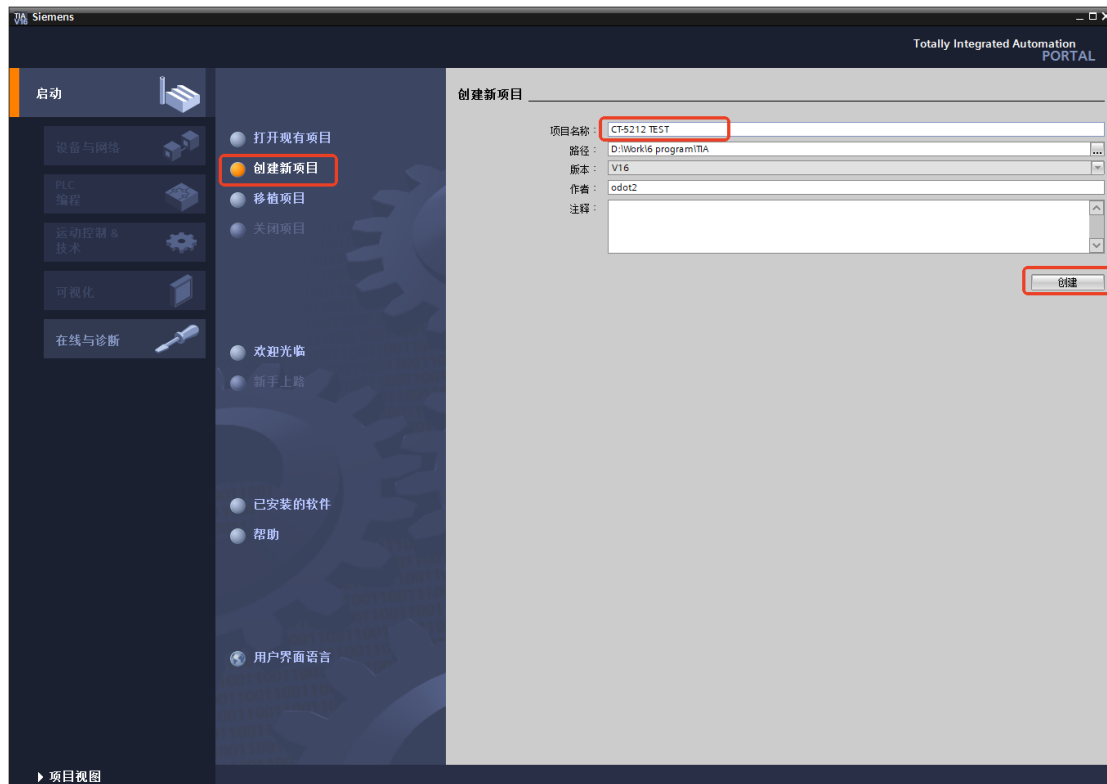 TIA V16 Siemens
Totally Integrated Automation
PORTAL
启动
设备与网络
PLC
编程
运动控制 &
技术
可视化
在线与诊断
打开现有项目
创建新项目
移植项目
关闭项目
欢迎光临
新手上路
已安装的软件
帮助
用户界面语言
创建新项目
项目名称： CT-5212 TEST
路径： D:\Work\6 program\TIA
...
版本： V16
作者： odot2
注释：
创建
项目视图